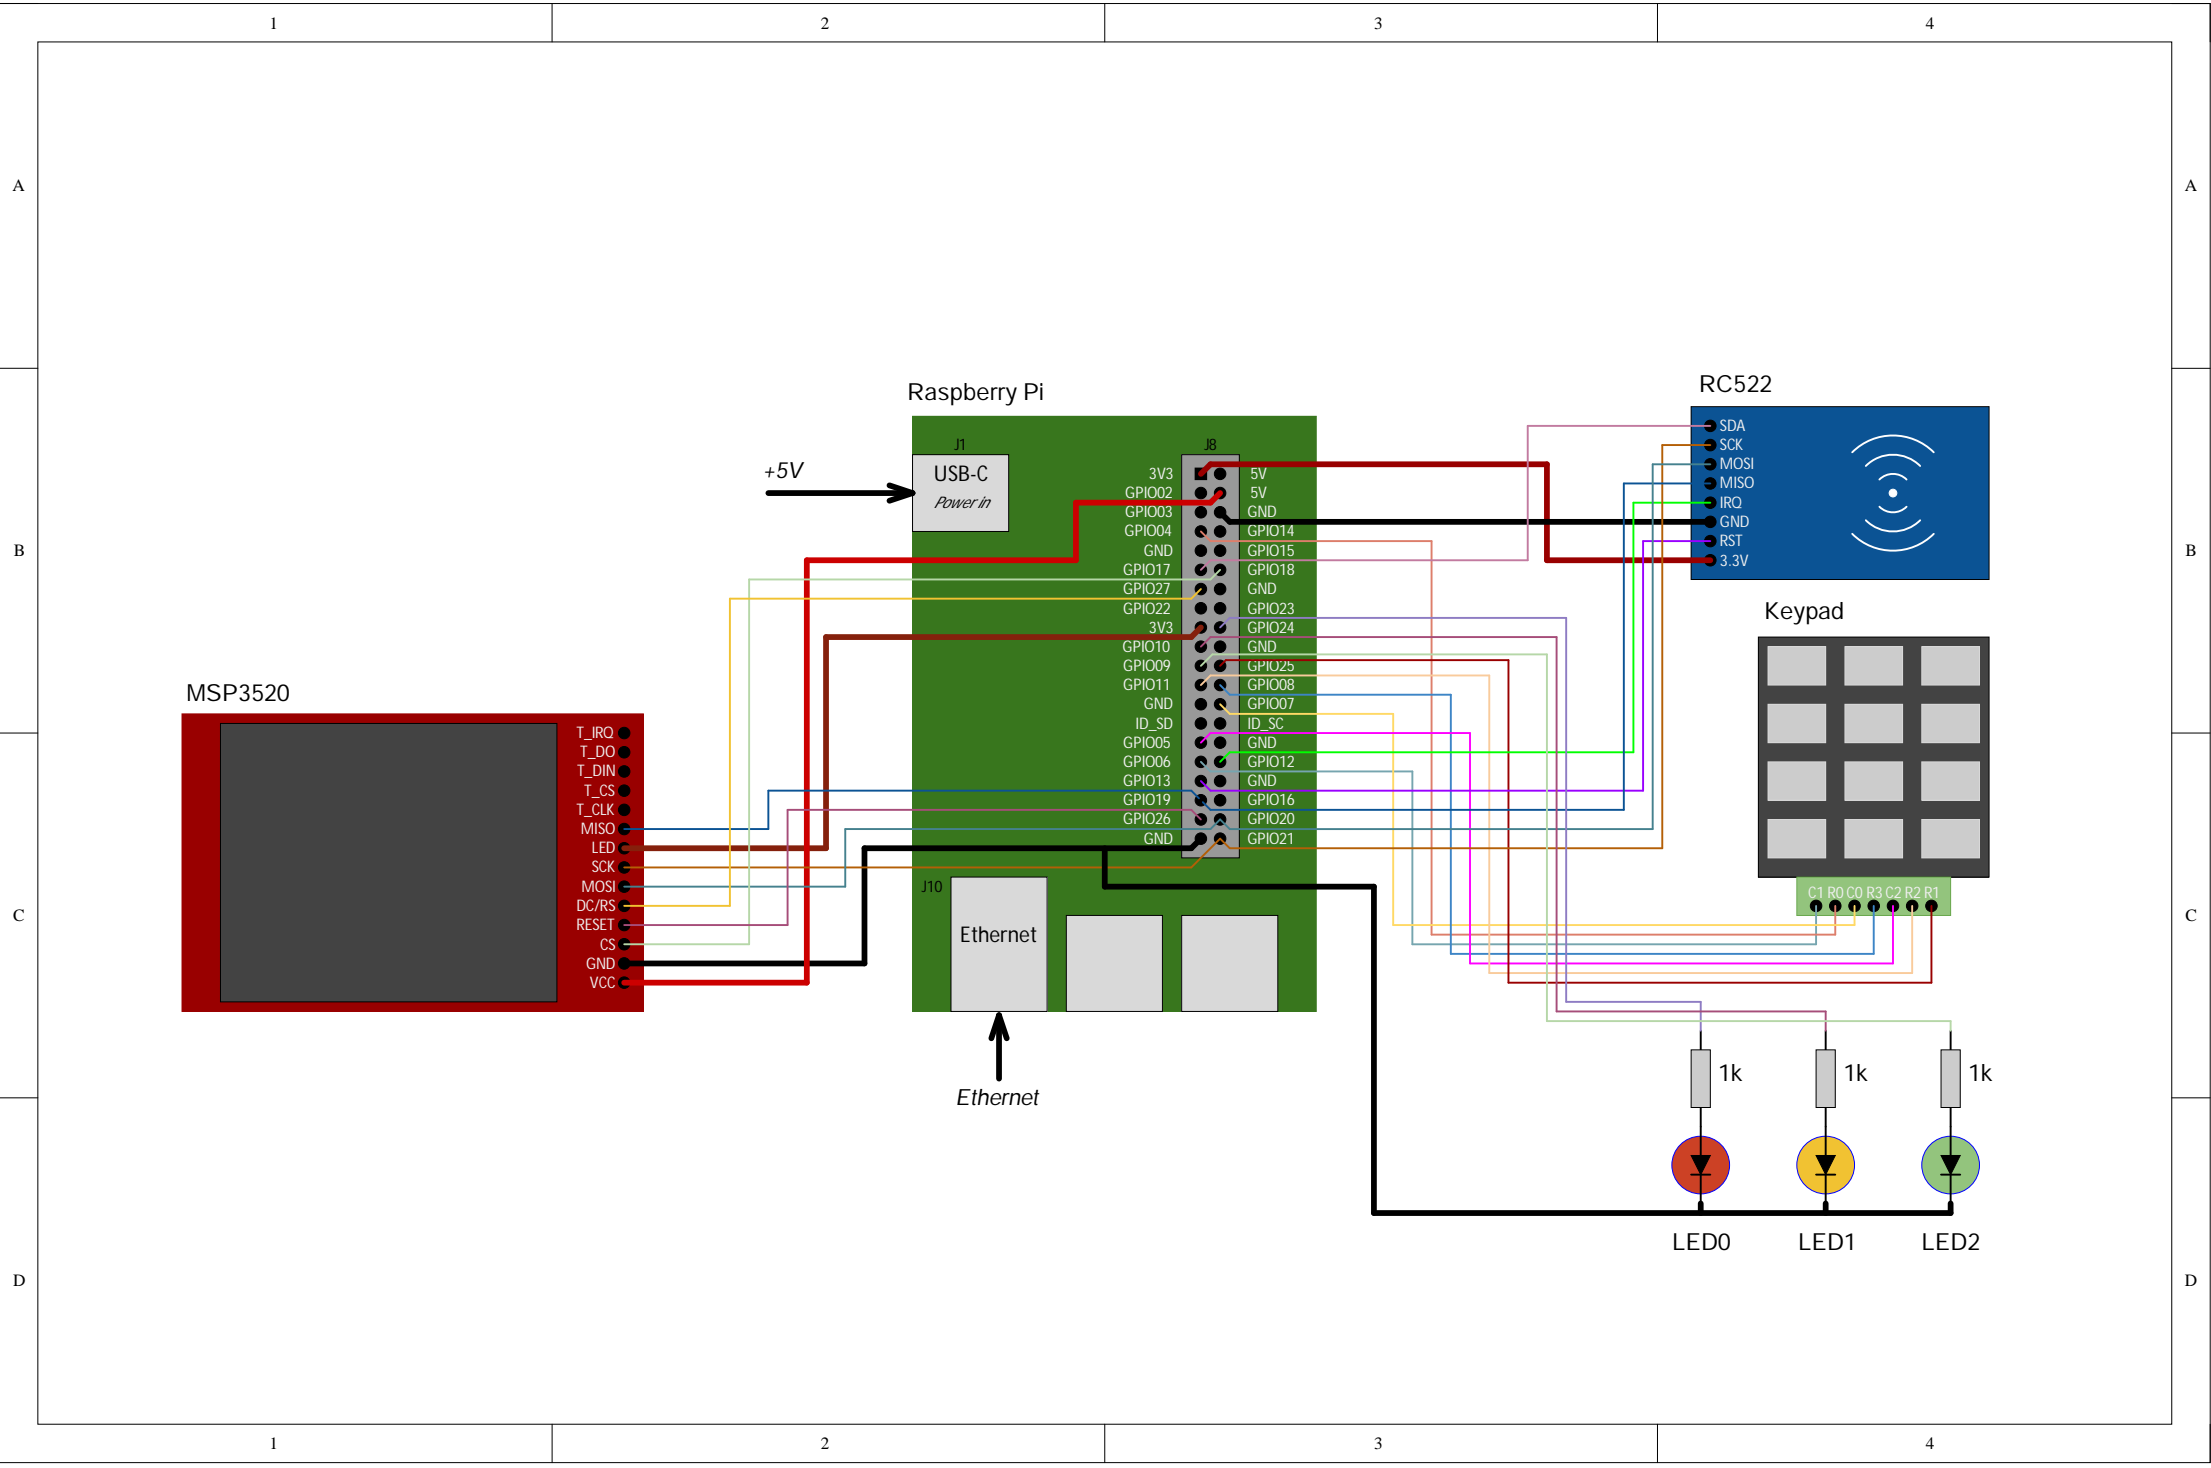 1 2 3 4
A A
Raspberry Pi
RC522
J1
J8
+5V
USB-C
Power in
3V3 5V
GPIO02 5V
GPIO03 GND
GPIO04 GPIO14
GND GPIO15
GPIO17 GPIO18
GPIO27 GND
GPIO22 GPIO23
3V3 GPIO24
GPIO10 GND
GPIO09 GPIO25
GPIO11 GPIO08
GND GPIO07
ID_SD ID_SC
GPIO05 GND
GPIO06 GPIO12
GPIO13 GND
GPIO19 GPIO16
GPIO26 GPIO20
GND GPIO21
SDA
SCK
MOSI
MISO
IRQ
GND
RST
3.3V
B B
Keypad
C1 R0 C0 R3 C2 R2 R1
MSP3520
T_IRQ
T_DO
T_DIN
T_CS
T_CLK
MISO
LED
SCK
MOSI
DC/RS
RESET
CS
GND
VCC
J10
Ethernet
Ethernet
C C
1k 1k 1k
LED0 LED1 LED2
D D
1 2 3 4